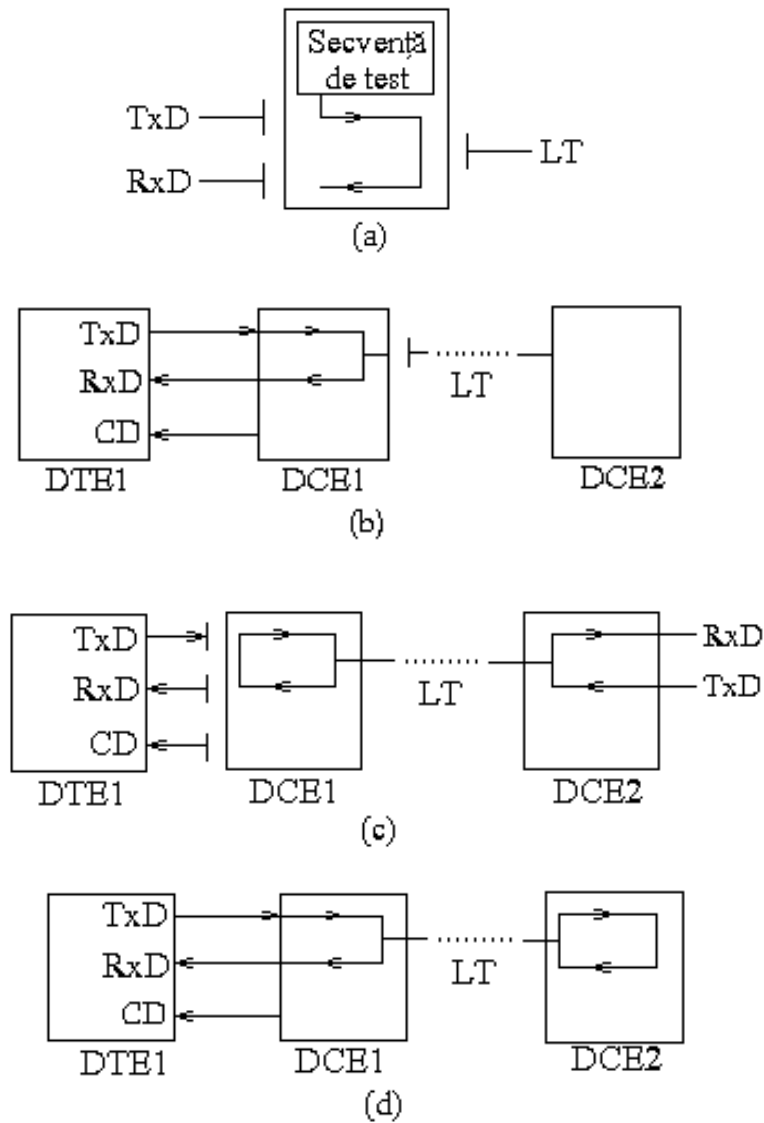 Secvență
de test
TxD
RxD
LT
(a)
TxD
RxD
CD
LT
DTE1
DCE1
DCE2
(b)
TxD
RxD
CD
LT
RxD
TxD
DTE1
DCE1
DCE2
(c)
TxD
RxD
CD
LT
DTE1
DCE1
DCE2
(d)